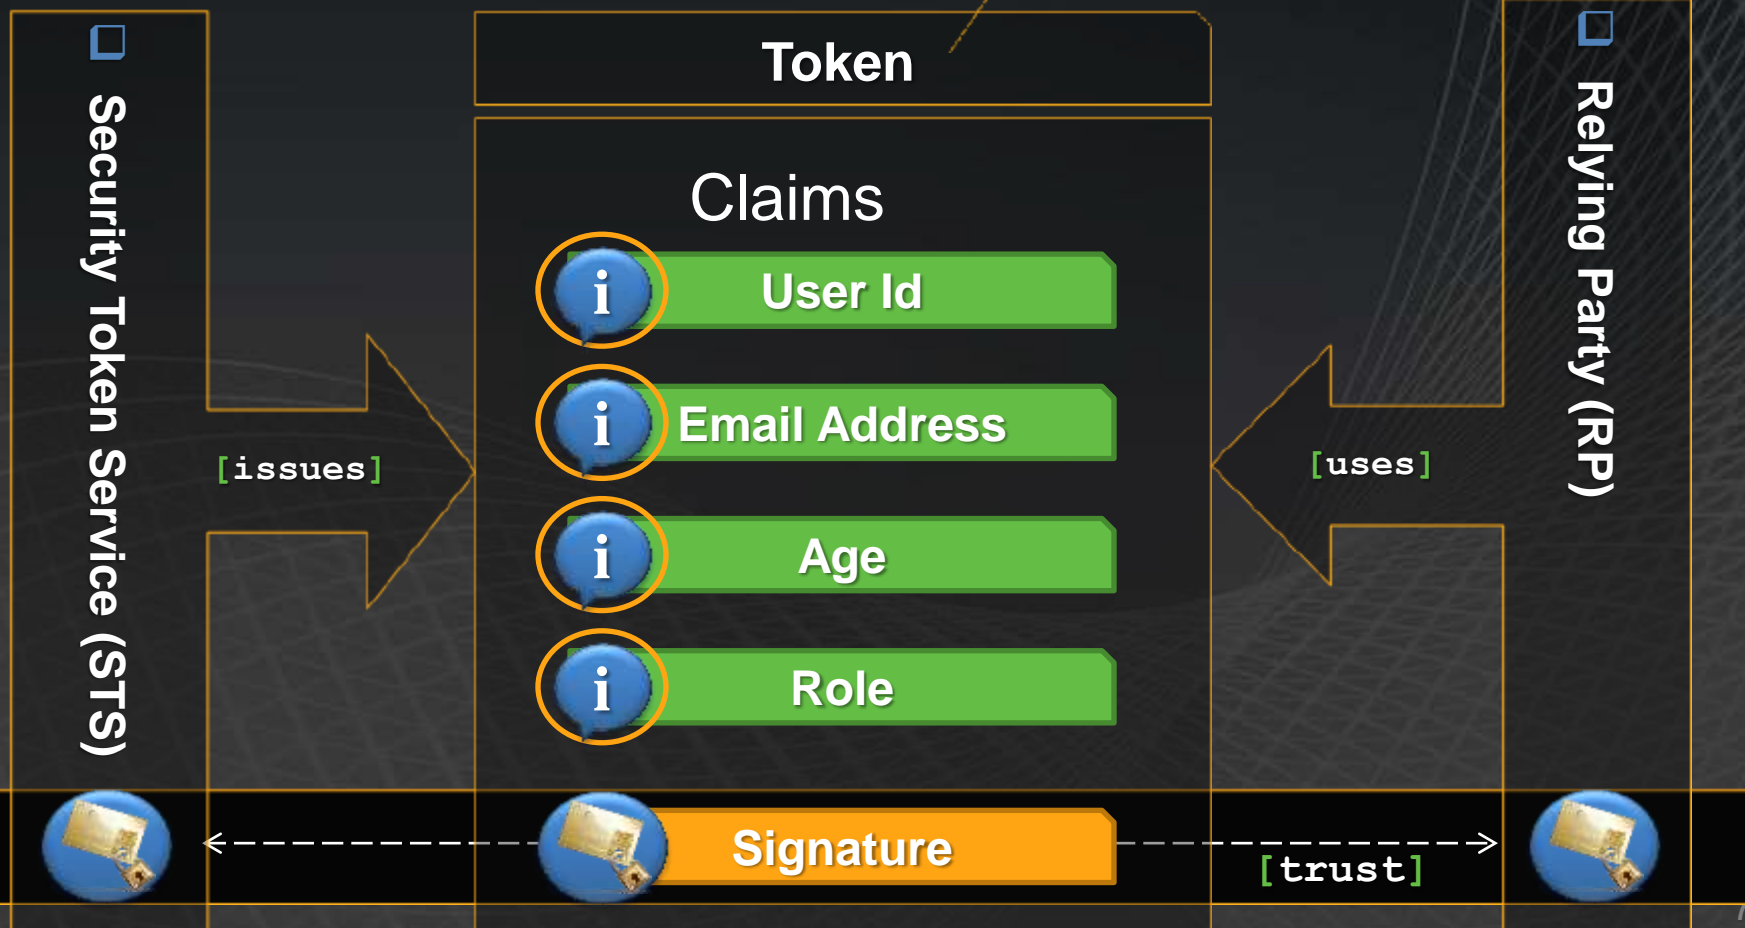 Token
Security Token Service (STS)
Relying Party (RP)
Claims
User Id
Email Address
Age
Role
[issues]
[uses]
Signature
[trust]